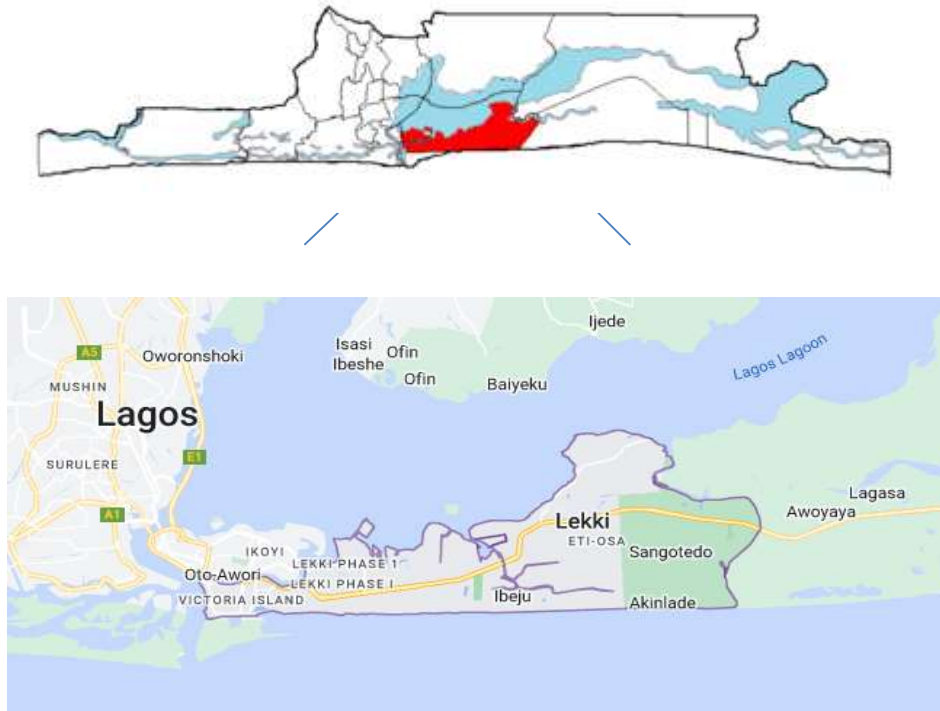 Ijede
Isasi
Ibeshe
Ofin
Oworonshoki
A5
Ofin
Baiyeku
Lagos Lagoon
MUSHIN
Lagos
SURULERE
E1
A1
Lagasa
Awoyaya
Lekki
ETI-OSA
IKOYI
Sangotedo
LEKKI PHASE 1
Oto-Awori
LEKKI PHASE I
VICTORIA ISLAND
Ibeju
Akinlade